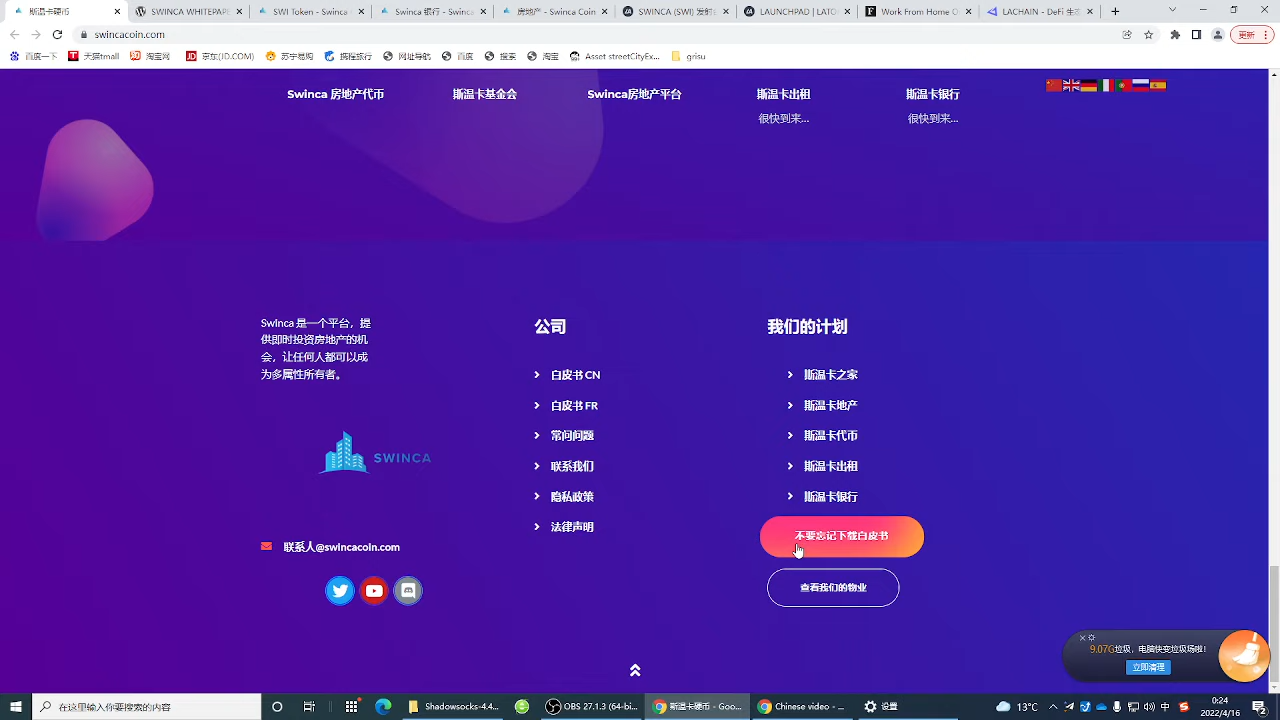 斯温卡硬币
SWINCA WHITEPAPE
SWI Token - Swinca
Swinca 银行 - Swinca
房地产 - Swinca Coin
SWINCA (SWI) 发射
LAUNCHPAD | LATO
Work From Home O
LACHAIN - DeFi 生态
swincacoin.com
更新
百度一下
天猫tmall
淘宝网
京东(JD.COM)
苏宁易购
携程旅行
网址导航
百度
搜索
淘宝
Asset streetCityEx...
grisu
Swinca 房地产代币
斯温卡基金会
Swinca房地产平台
斯温卡出租
斯温卡银行
很快到来...
很快到来...
Swinca 是一个平台，提
供即时投资房地产的机
会，让任何人都可以成
为多属性所有者。
SWINCA
联系人@swincacoin.com
公司
白皮书 CN
白皮书 FR
常问问题
联系我们
隐私政策
法律声明
我们的计划
斯温卡之家
斯温卡地产
斯温卡代币
斯温卡出租
斯温卡银行
不要忘记下载白皮书
查看我们的物业
9.07G垃圾，电脑快变垃圾场啦！
立即清理
在这里输入你要搜索的内容
Shadowsocks-4.4....
OBS 27.1.3 (64-bi...
斯温卡硬币 - Goo...
Chinese video - ...
设置
13°C
中
0:24
2022/4/16
2